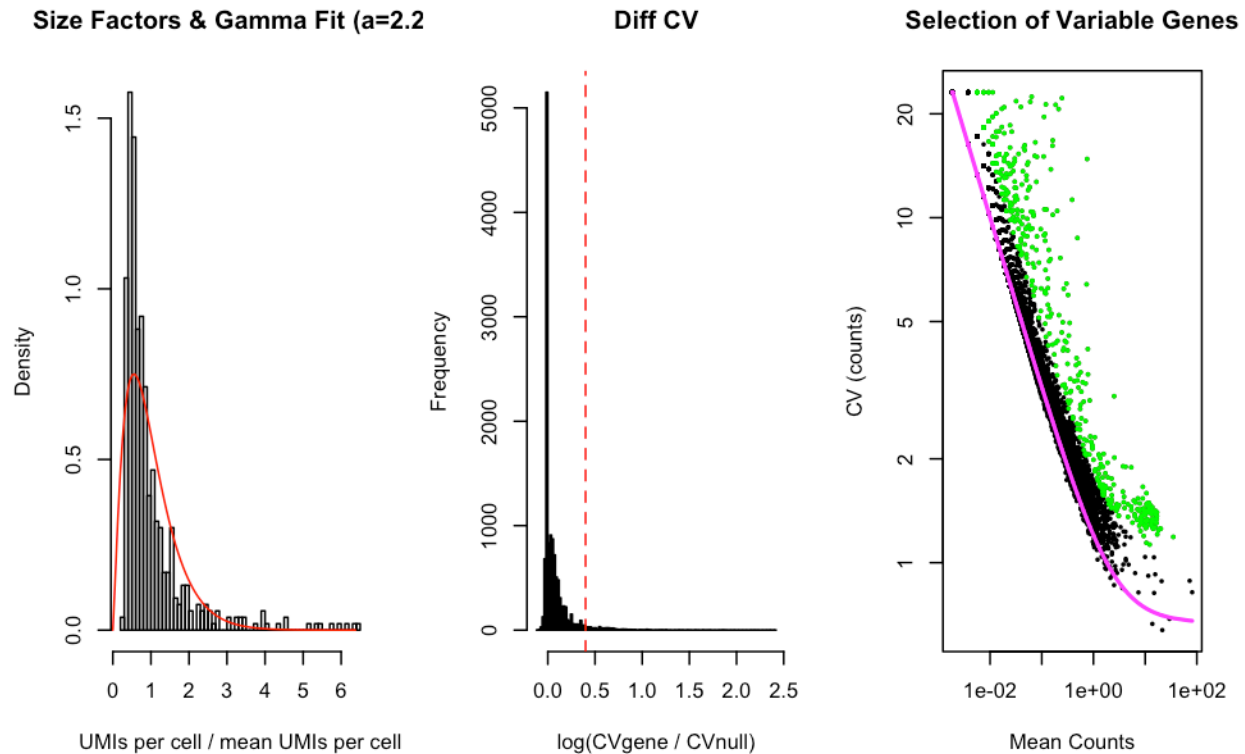 Size Factors & Gamma Fit (a=2.2
Density
0.0
0.5
1.0
1.5
0 1 2 3 4 5 6
UMIs per cell / mean UMIs per cell
Diff CV
Frequency
0
1000
2000
3000
4000
5000
0.0 0.5 1.0 1.5 2.0 2.5
log(CVgene / CVnull)
Selection of Variable Genes
CV (counts)
1
2
5
10
20
1e-02 1e+00 1e+02
Mean Counts